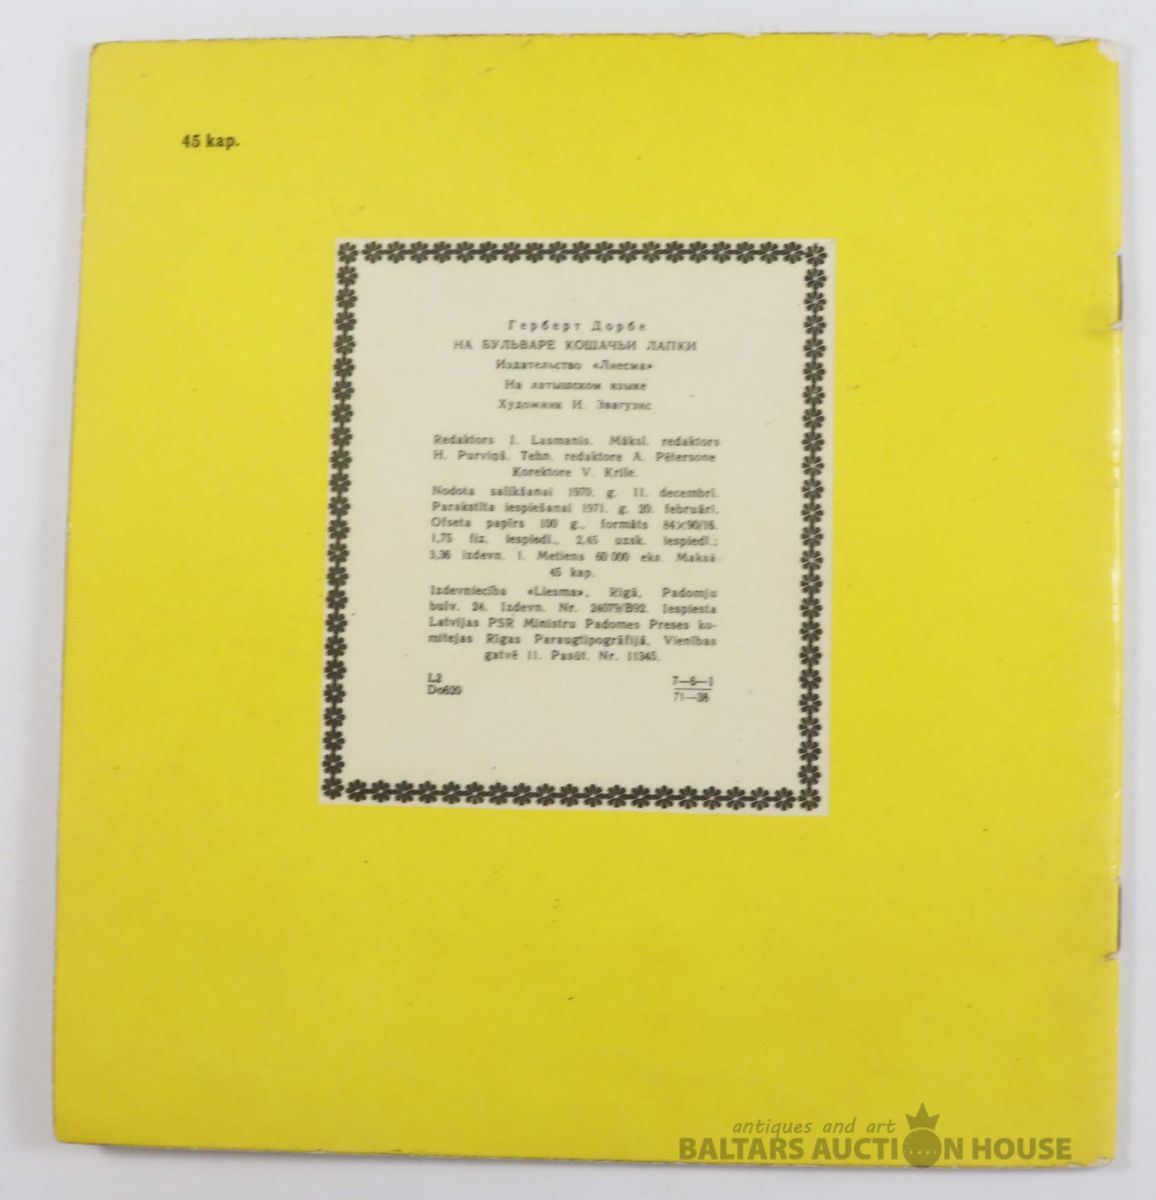 45 kap.
Герберт Дорбе
НА БУЛЬВАРЕ КОШАЧЬИ ЛАПКИ
Издательство «Лиесма»
На латышском языке
Художник И. Звагузис
Redaktors I. Lasmanis. Māksl. redaktors
H. Purviņš. Tehn. redaktore A. Pētersone
Korektore V. Krile.
Nodota salikšanai 1970. g. 11. decembrī.
Parakstīta iespiešanai 1971. g. 20. februārī.
Ofseta papīrs 100 g., formāts 84×90/16.
1,75 fiz. iespiedl., 2,45 uzsk. iespiedl.;
3,36 izdevn. l. Metiens 60 000 eks. Maksā
45 kap.
Izdevniecība «Liesma», Rīgā, Padomju
bulv. 24. Izdevn. Nr. 24079/B92. Iespiesta
Latvijas PSR Ministru Padomes Preses ko-
mitejas Rīgas Paraugtipogrāfijā, Vienības
gatvē 11. Pasūt. Nr. 11345.
L2
Do620
7—6—1
71—38
antiques and art
BALTARS AUCTION HOUSE